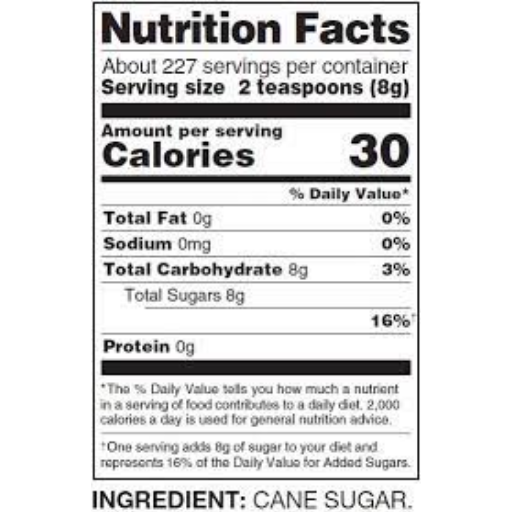 Nutrition Facts
About 227 servings per container
Serving size 2 teaspoons (8g)
Amount per serving
Calories 30
% Daily Value*
Total Fat 0g 0%
Sodium 0mg 0%
Total Carbohydrate 8g 3%
Total Sugars 8g
16%†
Protein 0g
*The % Daily Value tells you how much a nutrient
in a serving of food contributes to a daily diet. 2,000
calories a day is used for general nutrition advice.
†One serving adds 8g of sugar to your diet and
represents 16% of the Daily Value for Added Sugars.
INGREDIENT: CANE SUGAR.